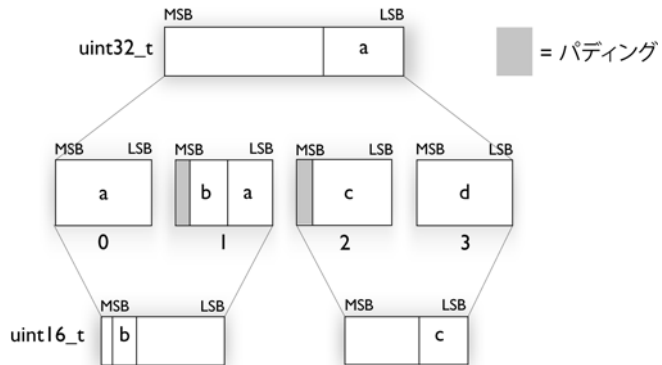 MSB LSB
uint32_t a = パディング
MSB LSB MSB LSB MSB LSB MSB LSB
a b a c d
0 1 2 3
MSB LSB MSB LSB
uint16_t b c